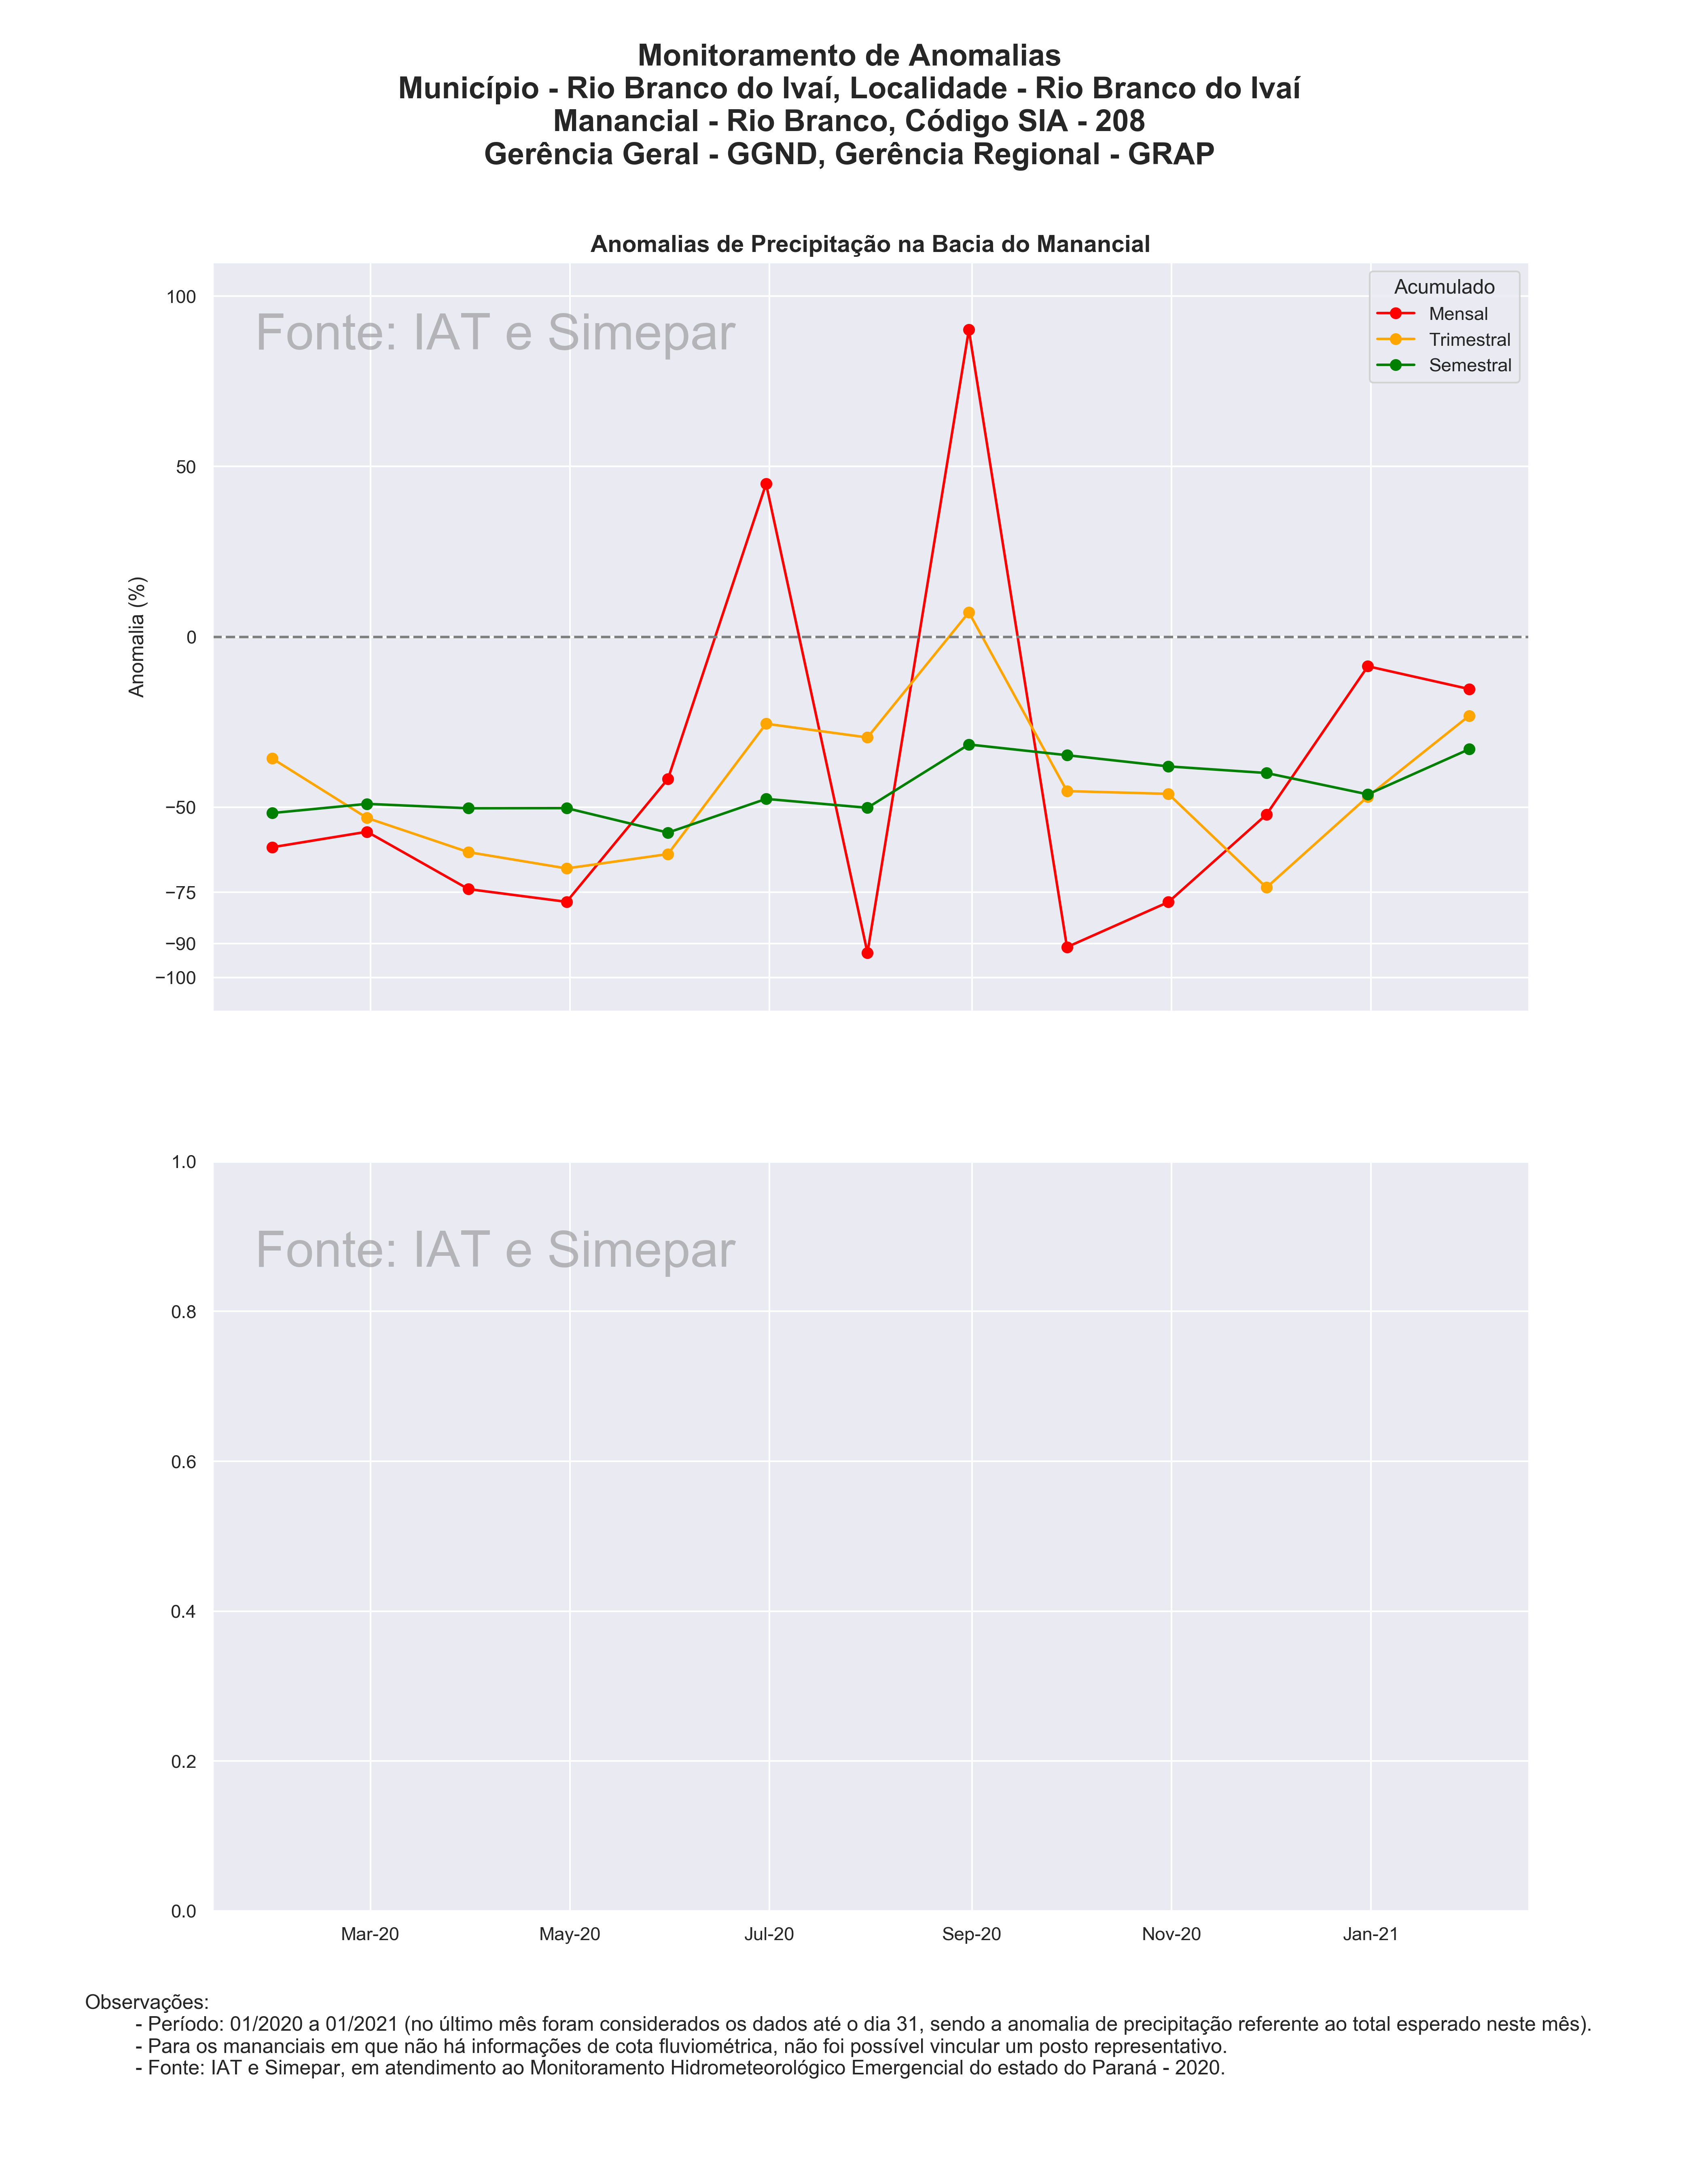 Monitoramento de Anomalias
Município - Rio Branco do Ivaí, Localidade - Rio Branco do Ivaí
Manancial - Rio Branco, Código SIA - 208
Gerência Geral - GGND, Gerência Regional - GRAP
Anomalias de Precipitação na Bacia do Manancial
Fonte: IAT e Simepar
Acumulado
Mensal
Trimestral
Semestral
Anomalia (%)
100
50
0
−50
−75
−90
−100
Fonte: IAT e Simepar
1.0
0.8
0.6
0.4
0.2
0.0
Mar-20 May-20 Jul-20 Sep-20 Nov-20 Jan-21
Observações:
- Período: 01/2020 a 01/2021 (no último mês foram considerados os dados até o dia 31, sendo a anomalia de precipitação referente ao total esperado neste mês).
- Para os mananciais em que não há informações de cota fluviométrica, não foi possível vincular um posto representativo.
- Fonte: IAT e Simepar, em atendimento ao Monitoramento Hidrometeorológico Emergencial do estado do Paraná - 2020.